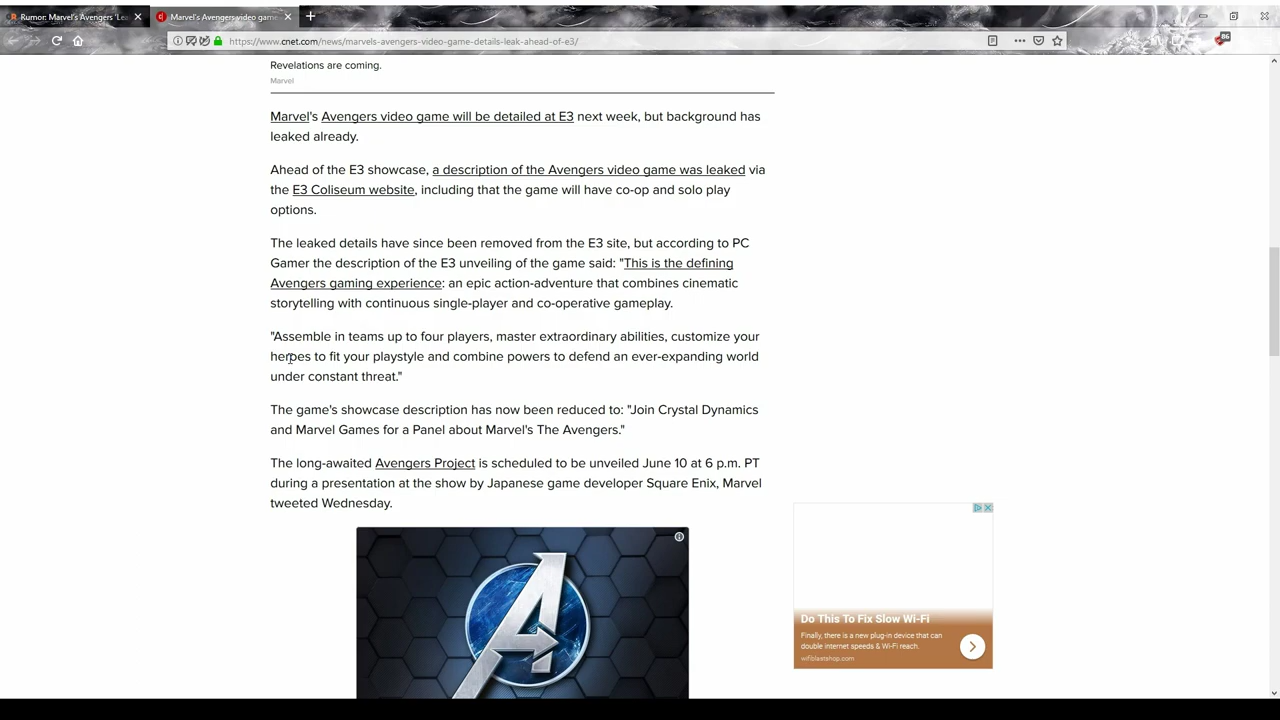 Rumor: Marvel's Avengers 'Lea
Marvel's Avengers video game
https://www.cnet.com/news/marvels-avengers-video-game-details-leak-ahead-of-e3/
86
Revelations are coming.
Marvel
Marvel's Avengers video game will be detailed at E3 next week, but background has
leaked already.
Ahead of the E3 showcase, a description of the Avengers video game was leaked via
the E3 Coliseum website, including that the game will have co-op and solo play
options.
The leaked details have since been removed from the E3 site, but according to PC
Gamer the description of the E3 unveiling of the game said: "This is the defining
Avengers gaming experience: an epic action-adventure that combines cinematic
storytelling with continuous single-player and co-operative gameplay.
"Assemble in teams up to four players, master extraordinary abilities, customize your
heroes to fit your playstyle and combine powers to defend an ever-expanding world
under constant threat."
The game's showcase description has now been reduced to: "Join Crystal Dynamics
and Marvel Games for a Panel about Marvel's The Avengers."
The long-awaited Avengers Project is scheduled to be unveiled June 10 at 6 p.m. PT
during a presentation at the show by Japanese game developer Square Enix, Marvel
tweeted Wednesday.
Do This To Fix Slow Wi-Fi
Finally, there is a new plug-in device that can
double internet speeds & Wi-Fi reach.
wifiblastshop.com